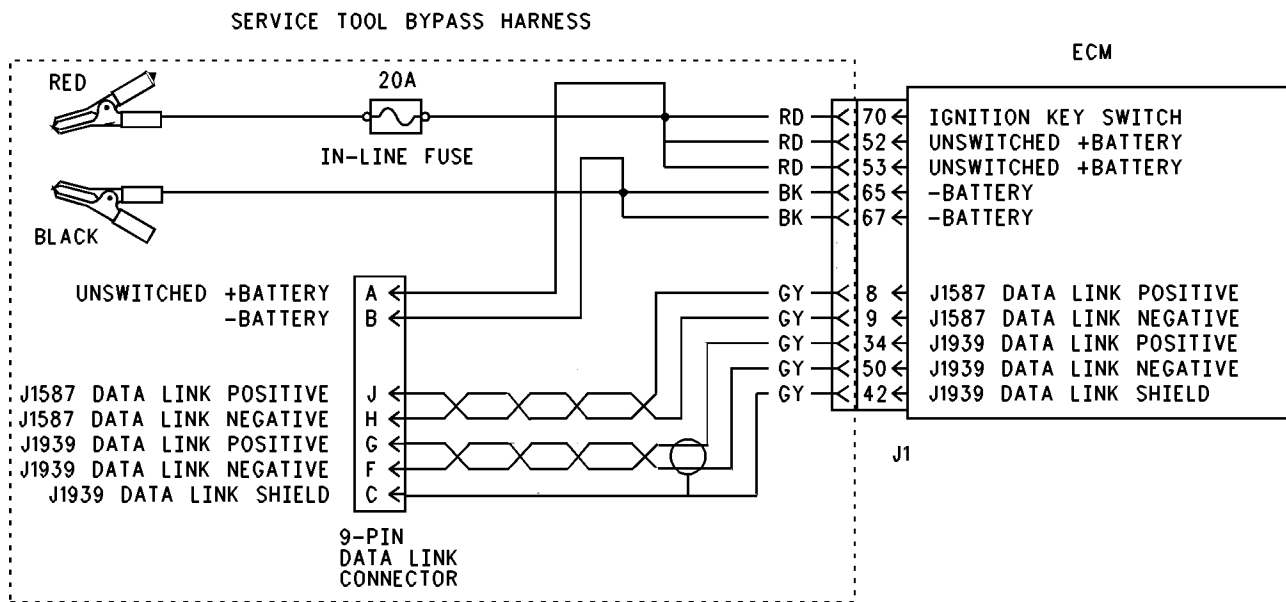 SERVICE TOOL BYPASS HARNESS
ECM
RED
20A
IN-LINE FUSE
BLACK
RD 70 IGNITION KEY SWITCH
RD 52 UNSWITCHED +BATTERY
RD 53 UNSWITCHED +BATTERY
BK 65 -BATTERY
BK 67 -BATTERY
UNSWITCHED +BATTERY A
-BATTERY B
GY 8 J1587 DATA LINK POSITIVE
GY 9 J1587 DATA LINK NEGATIVE
GY 34 J1939 DATA LINK POSITIVE
GY 50 J1939 DATA LINK NEGATIVE
GY 42 J1939 DATA LINK SHIELD
J1587 DATA LINK POSITIVE J
J1587 DATA LINK NEGATIVE H
J1939 DATA LINK POSITIVE G
J1939 DATA LINK NEGATIVE F
J1939 DATA LINK SHIELD C
J1
9-PIN
DATA LINK
CONNECTOR